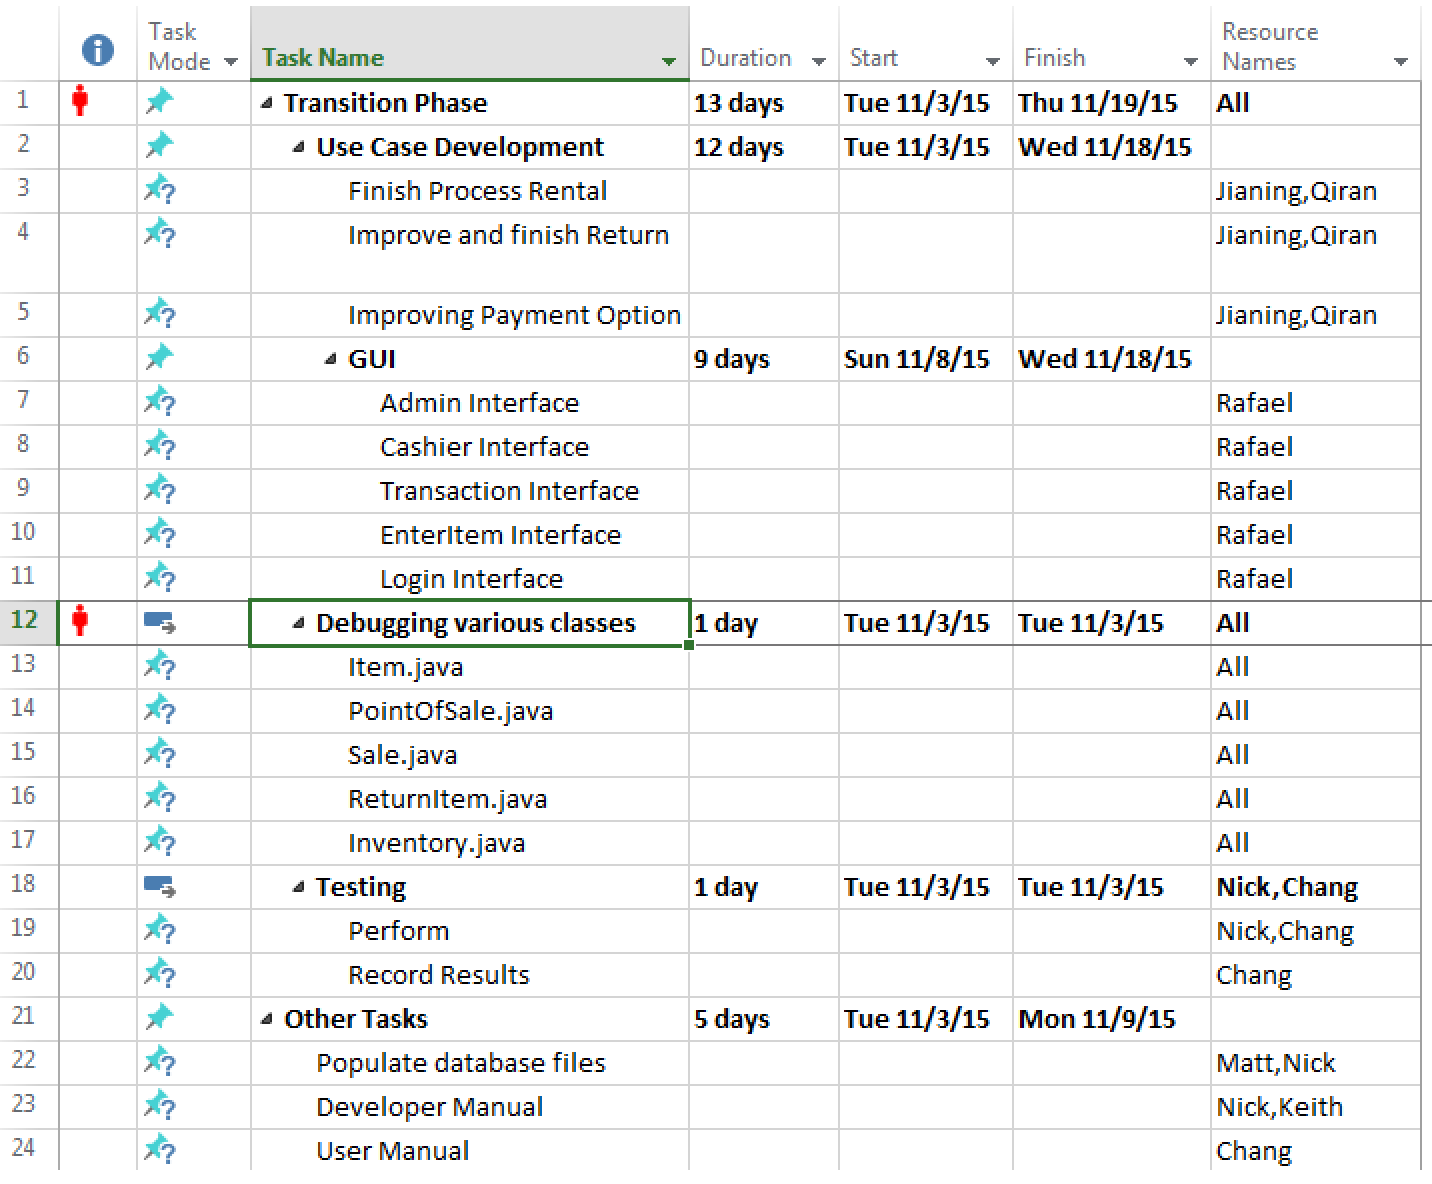 Task Mode Task Name Duration Start Finish Resource Names
1 Transition Phase 13 days Tue 11/3/15 Thu 11/19/15 All
2 Use Case Development 12 days Tue 11/3/15 Wed 11/18/15
3 Finish Process Rental Jianing,Qiran
4 Improve and finish Return Jianing,Qiran
5 Improving Payment Option Jianing,Qiran
6 GUI 9 days Sun 11/8/15 Wed 11/18/15
7 Admin Interface Rafael
8 Cashier Interface Rafael
9 Transaction Interface Rafael
10 EnterItem Interface Rafael
11 Login Interface Rafael
12 Debugging various classes 1 day Tue 11/3/15 Tue 11/3/15 All
13 Item.java All
14 PointOfSale.java All
15 Sale.java All
16 ReturnItem.java All
17 Inventory.java All
18 Testing 1 day Tue 11/3/15 Tue 11/3/15 Nick,Chang
19 Perform Nick,Chang
20 Record Results Chang
21 Other Tasks 5 days Tue 11/3/15 Mon 11/9/15
22 Populate database files Matt,Nick
23 Developer Manual Nick,Keith
24 User Manual Chang